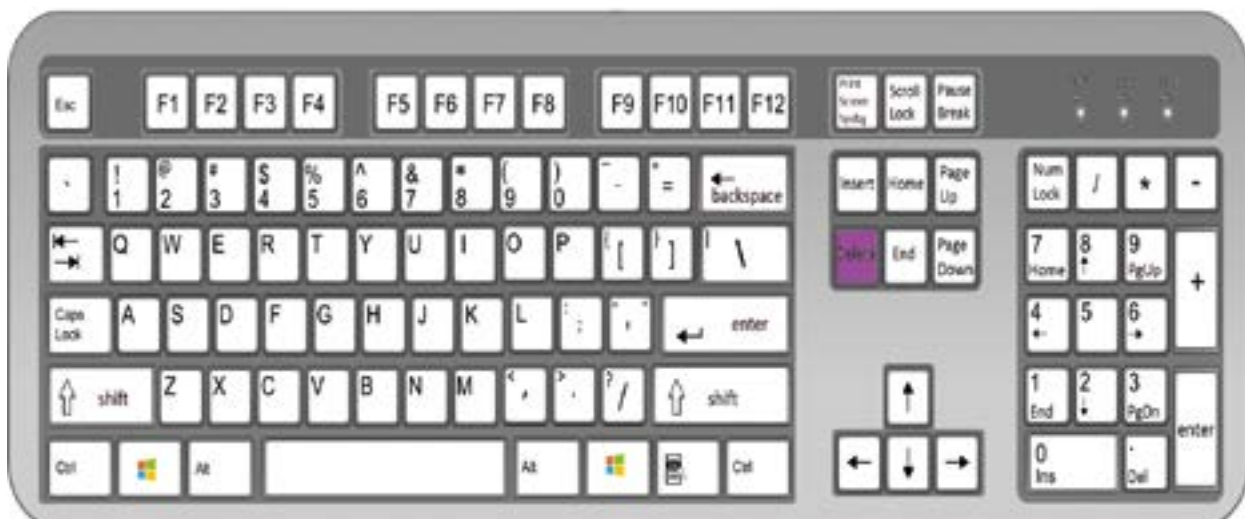 Esc F1 F2 F3 F4 F5 F6 F7 F8 F9 F10 F11 F12
Print Scroll Pause
Screen Lock Break
! @ # $ % ^ & * ( )
1 2 3 4 5 6 7 8 9 0 - =
backspace
Insert Home Page
Up
Num / * -
Lock
Q W E R T Y U I O P { [ } ] | \
Delete End Page
Down
7 8 9 +
Home PgUp
Caps
Lock
A S D F G H J K L : ; " ' enter
4 5 6
shift Z X C V B N M < , > . ? / shift
1 2 3
End PgDn
enter
Ctrl Alt Alt Ctrl
0 .
Ins Del